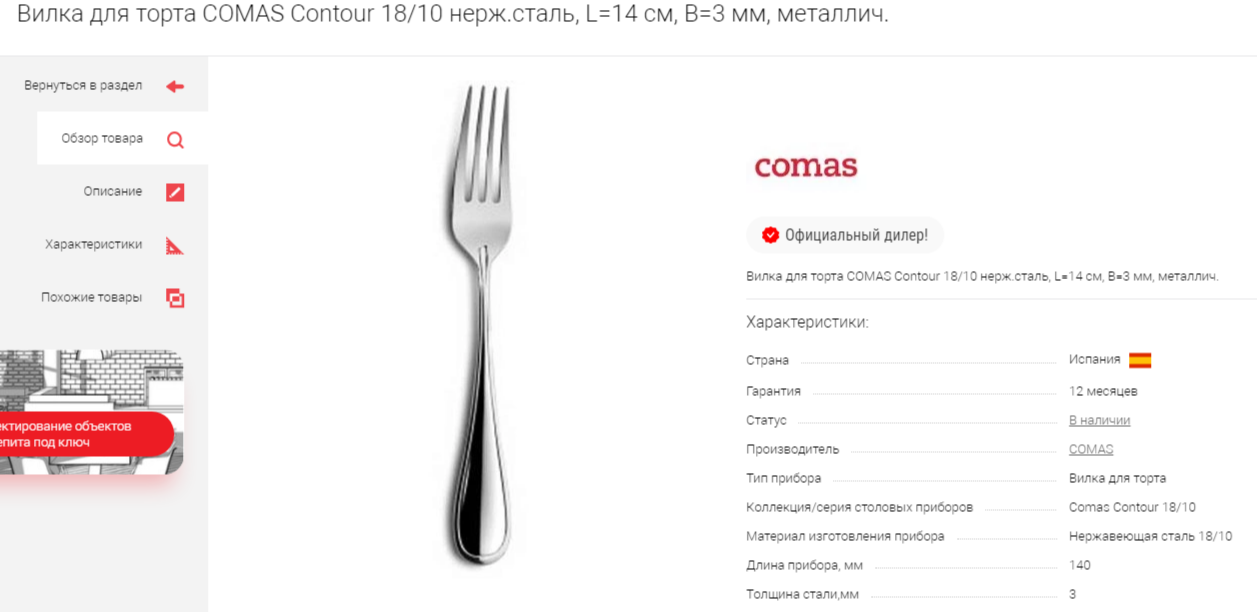 Вилка для торта COMAS Contour 18/10 нерж.сталь, L=14 см, B=3 мм, металлич.
Вернуться в раздел
Обзор товара
Описание
Характеристики
Похожие товары
ектирование объектов
епита под ключ
comas
Официальный дилер!
Вилка для торта COMAS Contour 18/10 нерж.сталь, L=14 см, B=3 мм, металлич.
Характеристики:
Страна Испания
Гарантия 12 месяцев
Статус В наличии
Производитель COMAS
Тип прибора Вилка для торта
Коллекция/серия столовых приборов Comas Contour 18/10
Материал изготовления прибора Нержавеющая сталь 18/10
Длина прибора, мм 140
Толщина стали,мм 3